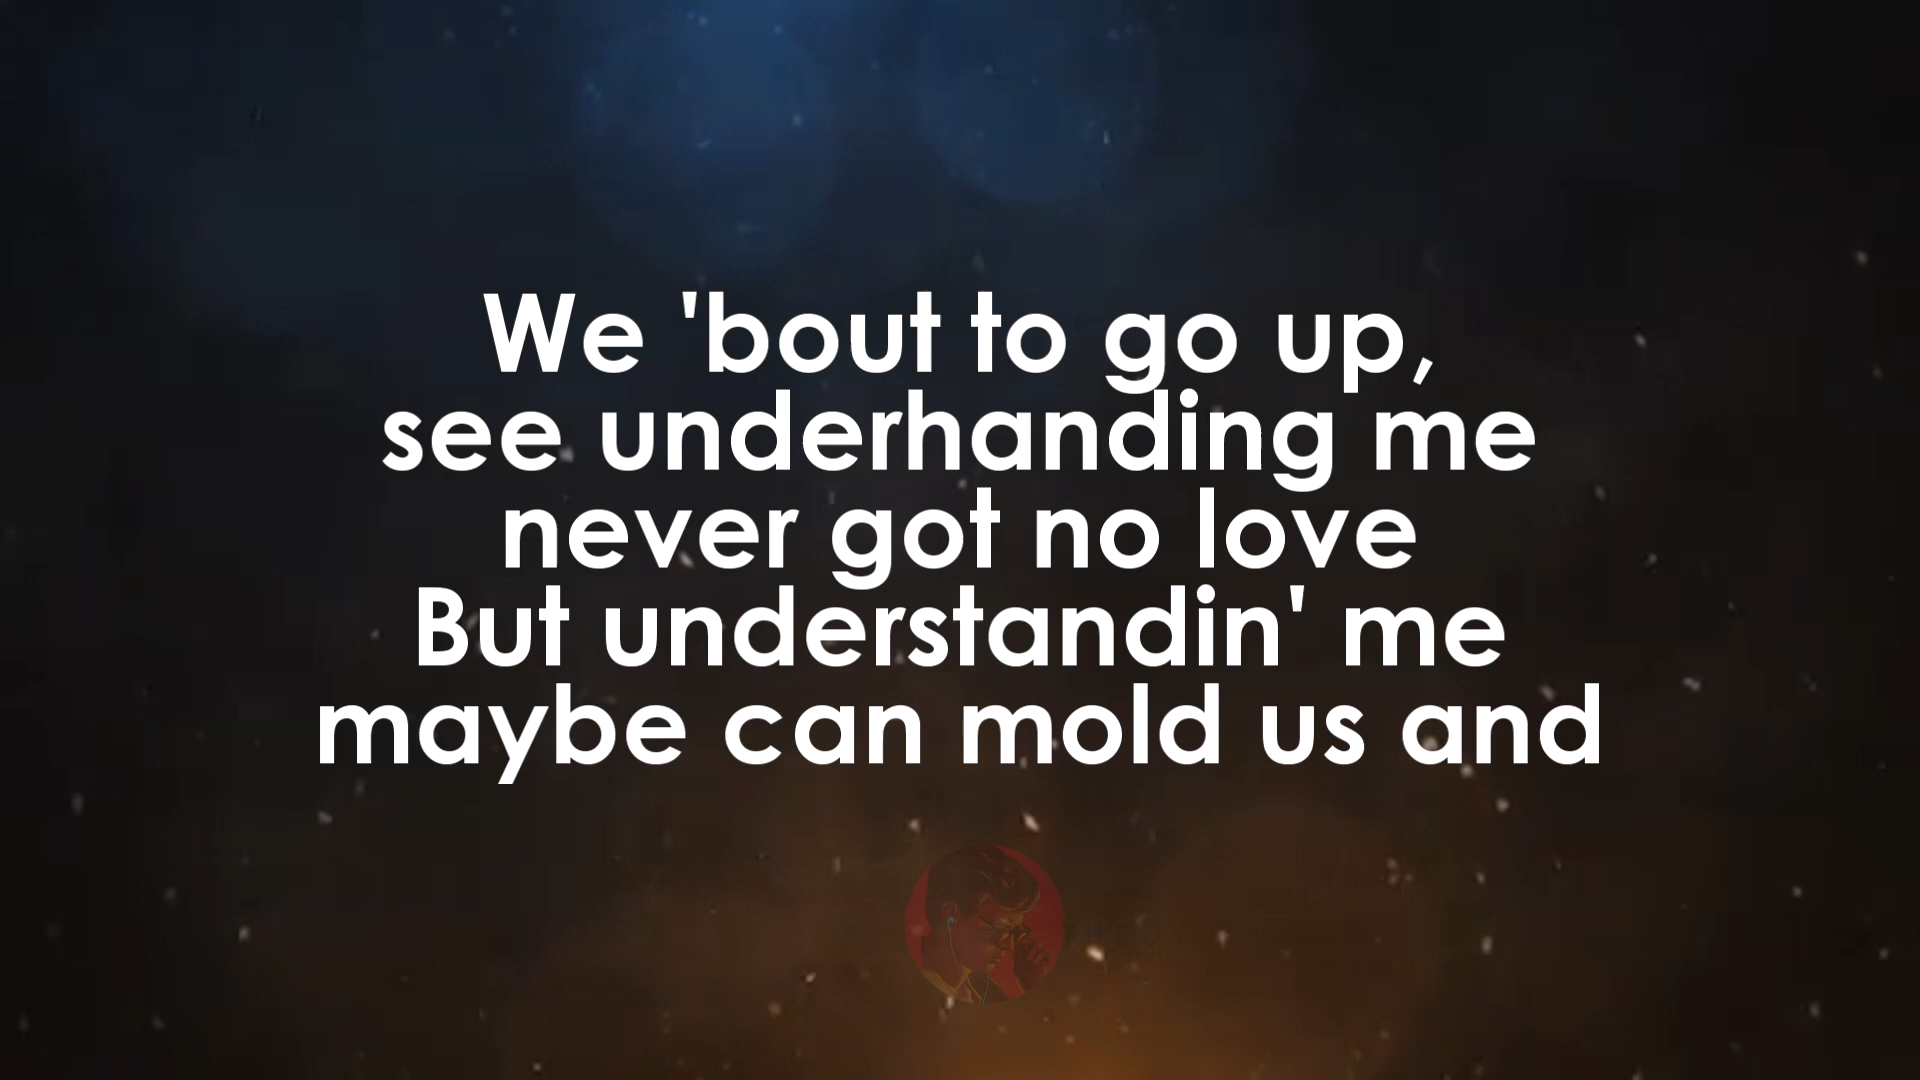 We 'bout to go up,
see underhanding me
never got no love
But understandin' me
maybe can mold us and